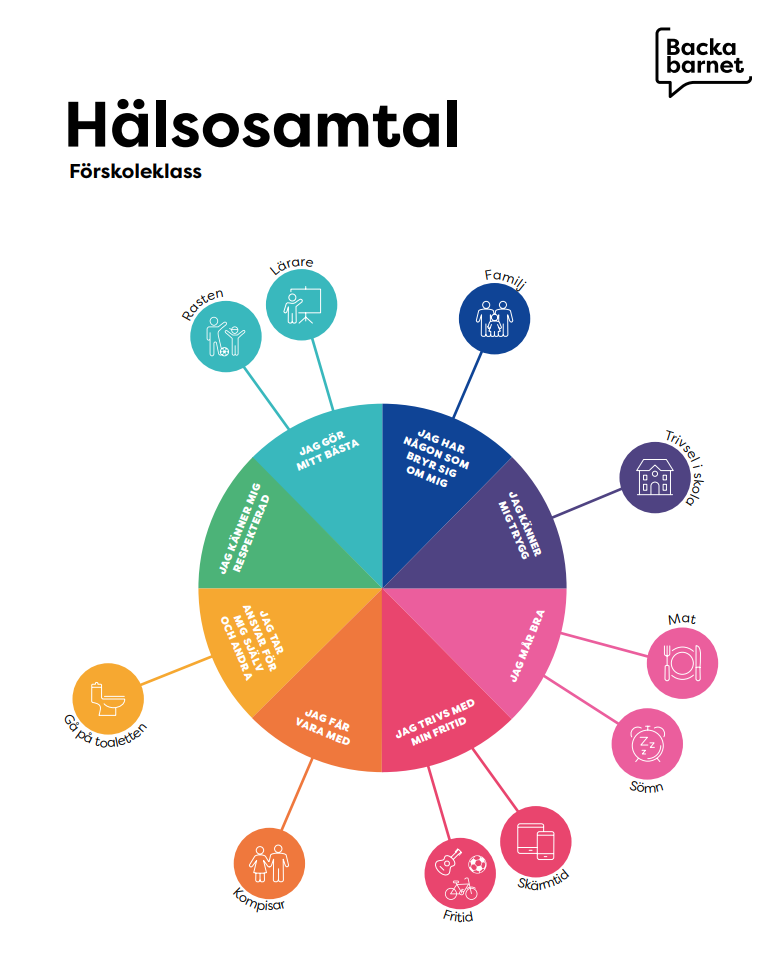 Backa
barnet
Hälsosamtal
Förskoleklass
Lärare
Rasten
Familj
Trivsel i skola
JAG GÖR
MITT BÄSTA
JAG HAR
NÅGON SOM
BRYR SIG
OM MIG
JAG KÄNNER
MIG TRYGG
JAG KÄNNER MIG
RESPEKTERAD
JAG TAR
ANSVAR FÖR
MIG SJÄLV
OCH ANDRA
JAG MÅR BRA
Mat
JAG FÅR
VARA MED
JAG TRIVS MED
MIN FRITID
Gå på toaletten
Zzz
Sömn
Kompisar
Fritid
Skärmtid